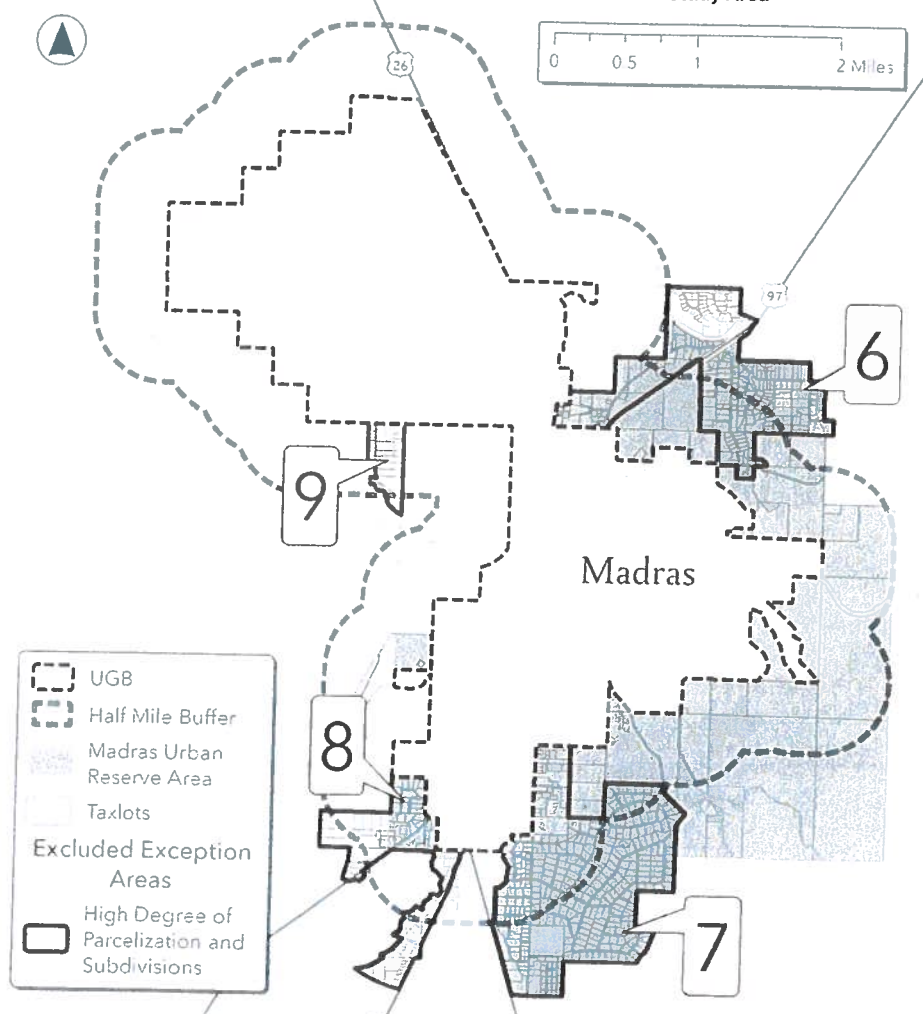 26
0 0.5 1 2 Miles
97
6
9
Madras
UGB
Half Mile Buffer
Madras Urban
Reserve Area
Taxlots
Excluded Exception
Areas
High Degree of
Parcelization and
Subdivisions
8
7